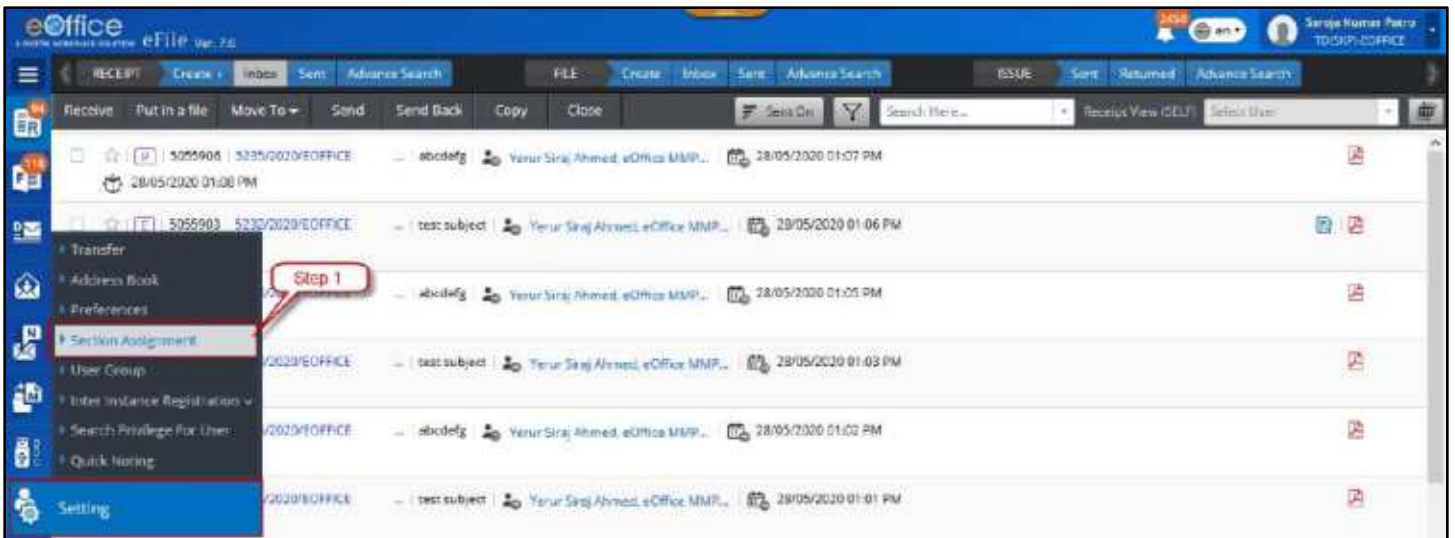 eOffice
eFile Ver. 7.0
en
Saroja Kumar Patra
RECEIPT Create Inbox Sent Advance Search FILE Create Inbox Sent Advance Search ISSUE Sent Returned Advance Search
Receive Put in a file Move To Send Send Back Copy Close Sent On Search Here... Receipt View (SELF) Select User
5055906 5235/2020/EOFFICE ... abcdefg Yerur Siraj Ahmed, eOffice MMP... 28/05/2020 01:07 PM
28/05/2020 01:08 PM
5055903 5232/2020/EOFFICE ... test subject Yerur Siraj Ahmed, eOffice MMP... 28/05/2020 01:06 PM
Transfer
Address Book
Step 1
... abcdefg Yerur Siraj Ahmed, eOffice MMP... 28/05/2020 01:05 PM
Preferences
Section Assignment
/2020/EOFFICE ... test subject Yerur Siraj Ahmed, eOffice MMP... 28/05/2020 01:03 PM
User Group
Inter Instance Registration
Search Privilege For User
/2020/EOFFICE ... abcdefg Yerur Siraj Ahmed, eOffice MMP... 28/05/2020 01:02 PM
Quick Noting
Setting
/2020/EOFFICE ... test subject Yerur Siraj Ahmed, eOffice MMP... 28/05/2020 01:01 PM